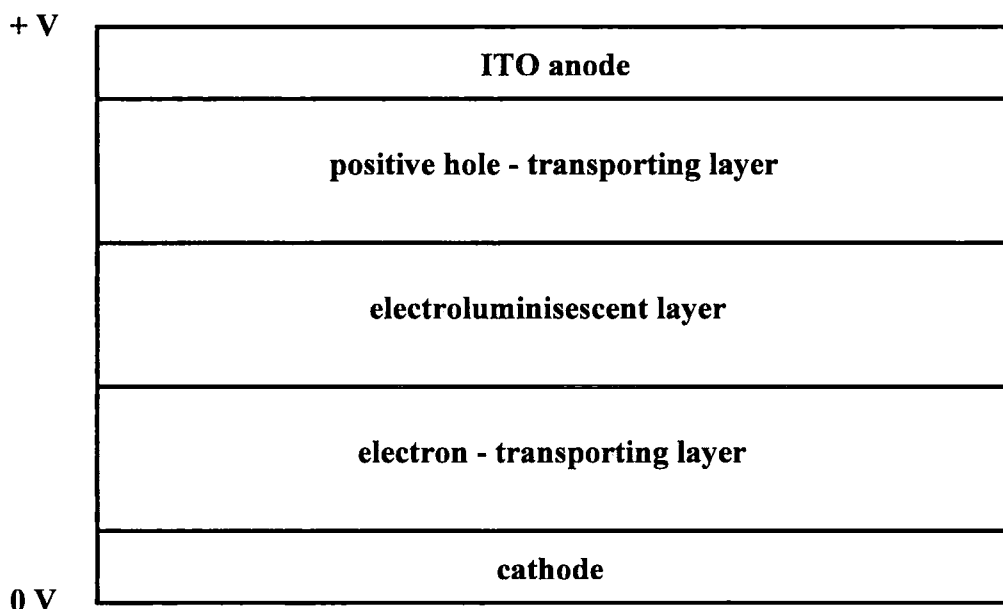 + V
ITO anode
positive hole - transporting layer
electroluminisescent layer
electron - transporting layer
cathode
0 V